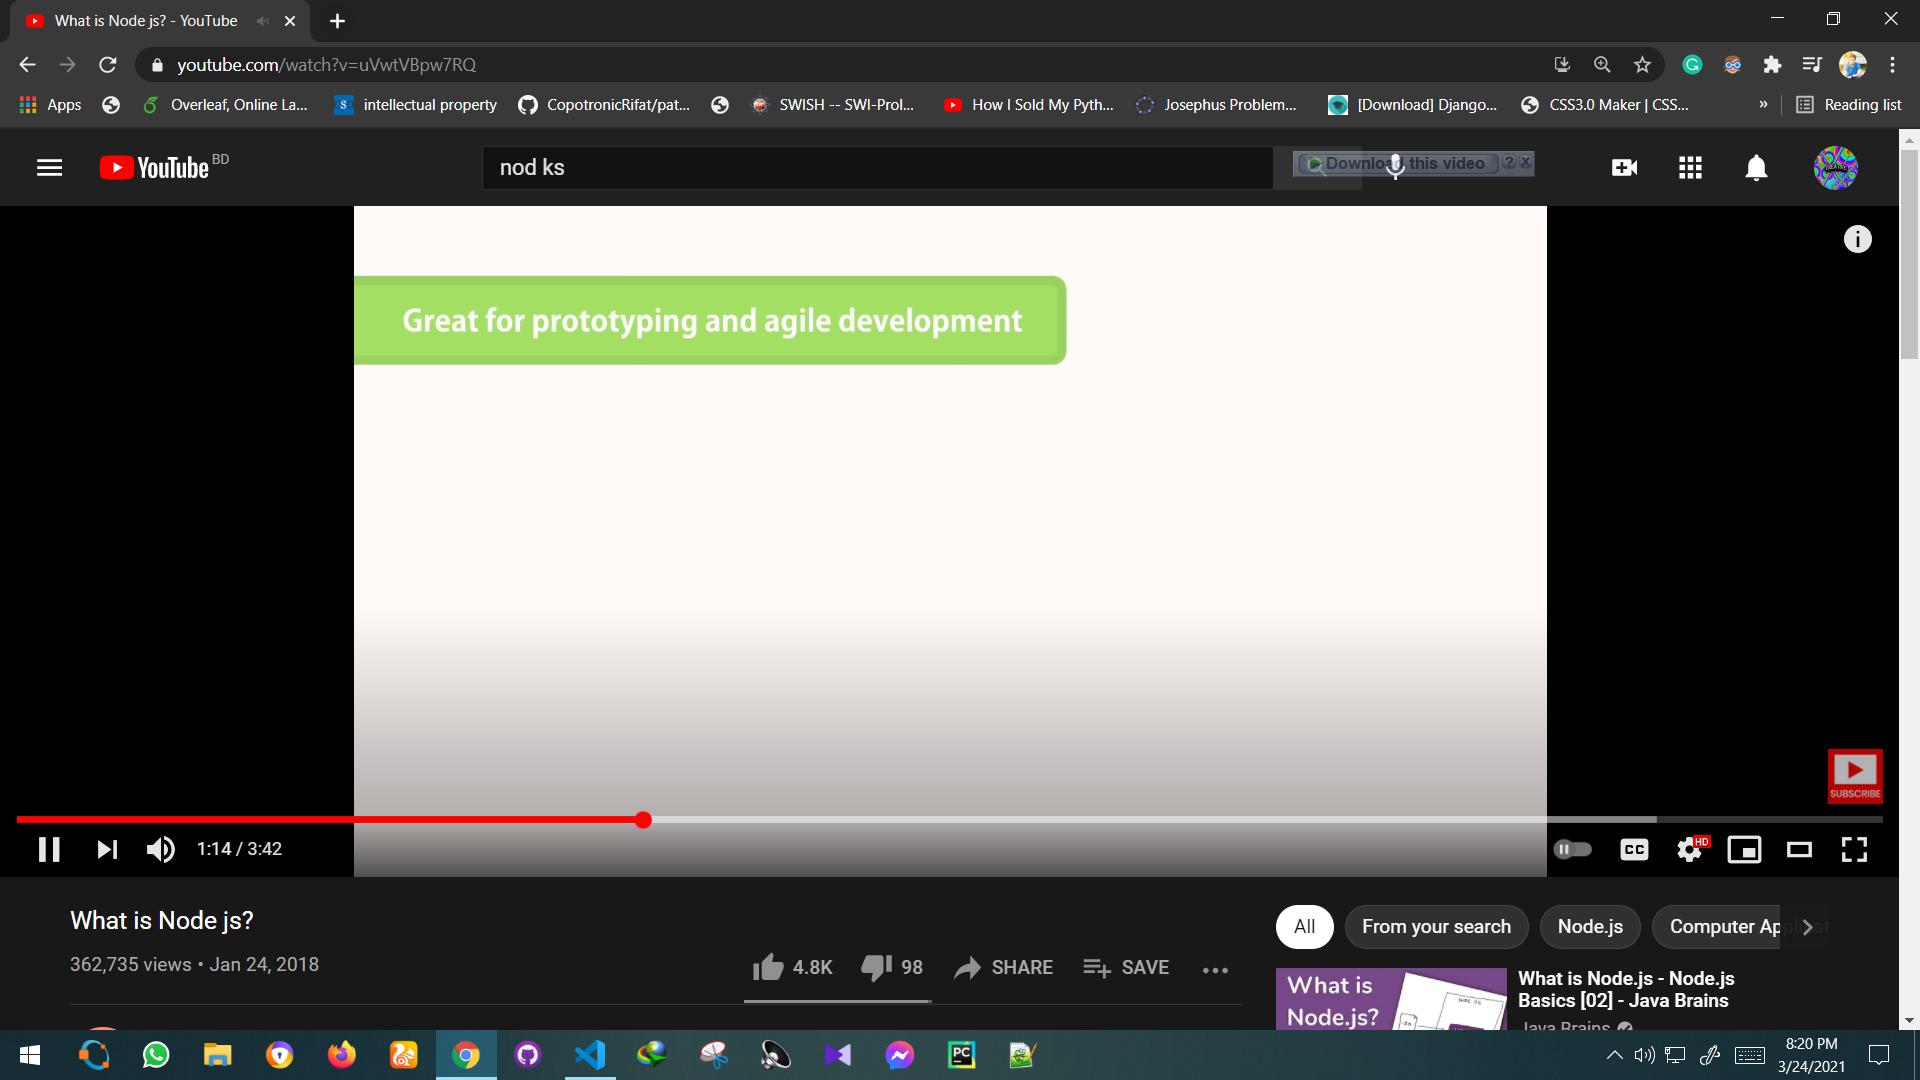 What is Node js? - YouTube
youtube.com/watch?v=uVwtVBpw7RQ
Apps
Overleaf, Online La...
intellectual property
CopotronicRifat/pat...
SWISH -- SWI-Prol...
How I Sold My Pyth...
Josephus Problem...
[Download] Django...
CSS3.0 Maker | CSS...
»
Reading list
YouTube BD
nod ks
Download this video
Great for prototyping and agile development
SUBSCRIBE
1:14 / 3:42
CC
HD
What is Node js?
362,735 views • Jan 24, 2018
4.8K
98
SHARE
SAVE
All
From your search
Node.js
Computer Applicat
What is
Node.js?
What is Node.js - Node.js
Basics [02] - Java Brains
Java Brains
PC
8:20 PM
3/24/2021